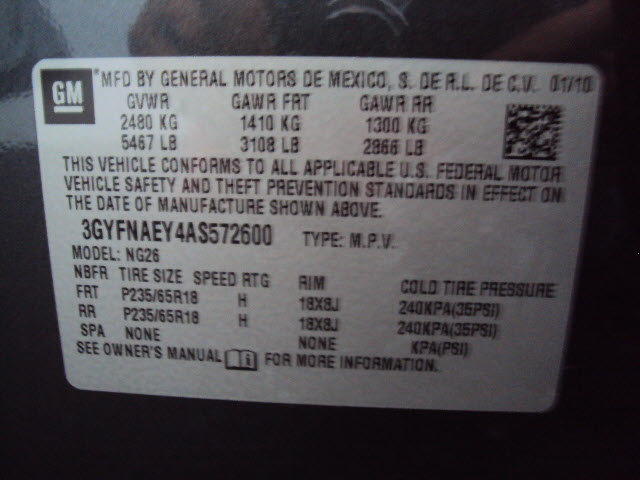 GM
MFD BY GENERAL MOTORS DE MEXICO, S. DE R.L. DE C.V. 01/10
GVWR GAWR FRT GAWR RR
2480 KG 1410 KG 1300 KG
5467 LB 3108 LB 2866 LB
THIS VEHICLE CONFORMS TO ALL APPLICABLE U.S. FEDERAL MOTOR
VEHICLE SAFETY AND THEFT PREVENTION STANDARDS IN EFFECT ON
THE DATE OF MANUFACTURE SHOWN ABOVE.
3GYFNAEY4AS572600 TYPE: M.P.V.
MODEL: NG26
NBFR TIRE SIZE SPEED RTG RIM COLD TIRE PRESSURE
FRT P235/65R18 H 18X8J 240KPA(35PSI)
RR P235/65R18 H 18X8J 240KPA(35PSI)
SPA NONE NONE KPA(PSI)
SEE OWNER'S MANUAL i FOR MORE INFORMATION.